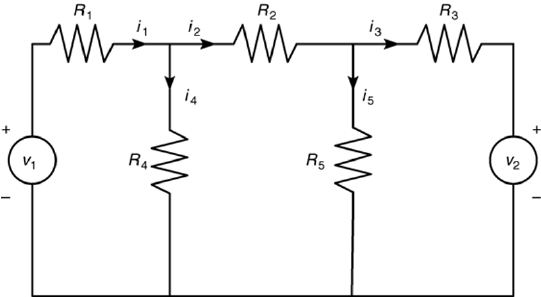 R1 i1 i2 R2 i3 R3
i4 i5
+ +
v1 R4 R5 v2
− −